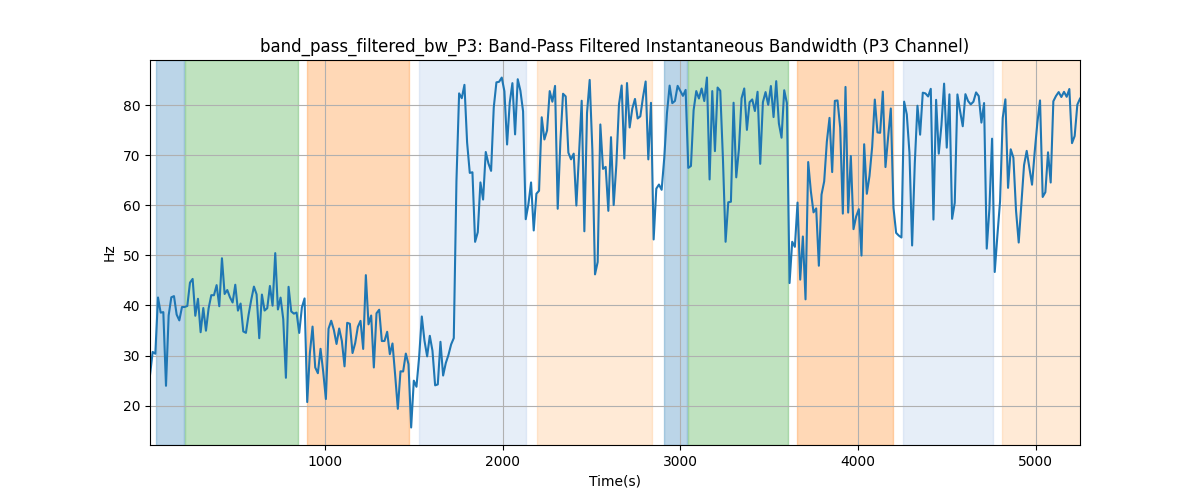 band_pass_filtered_bw_P3: Band-Pass Filtered Instantaneous Bandwidth (P3 Channel)
80
70
60
50
40
30
20
Hz
1000 2000 3000 4000 5000
Time(s)